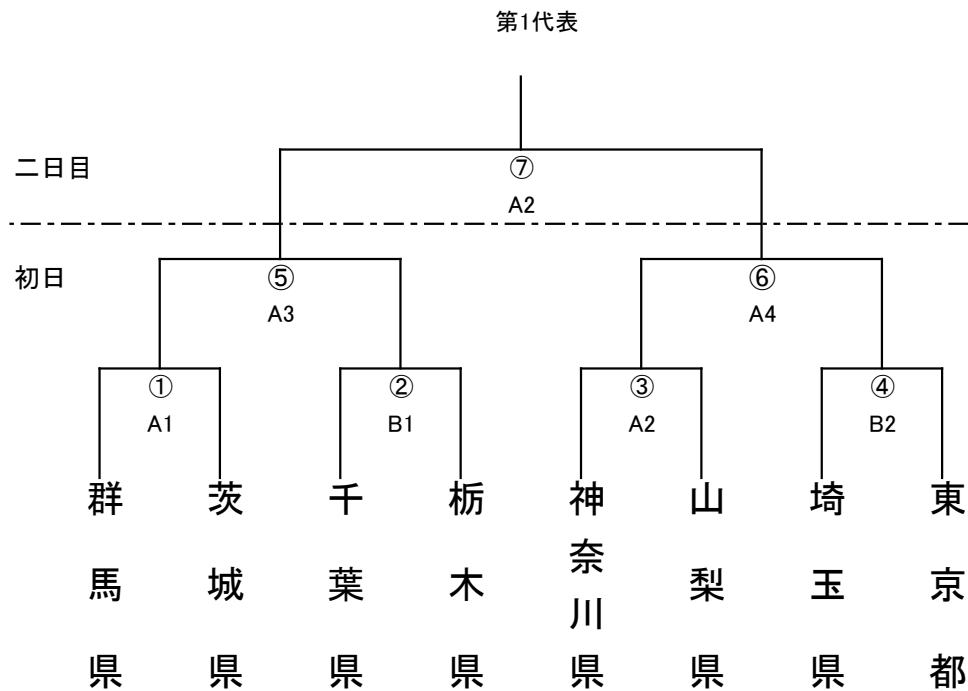 第1代表
二日目
⑦
A2
初日
⑤
A3
⑥
A4
①
A1
②
B1
③
A2
④
B2
群馬県
茨城県
千葉県
栃木県
神奈川県
山梨県
埼玉県
東京都